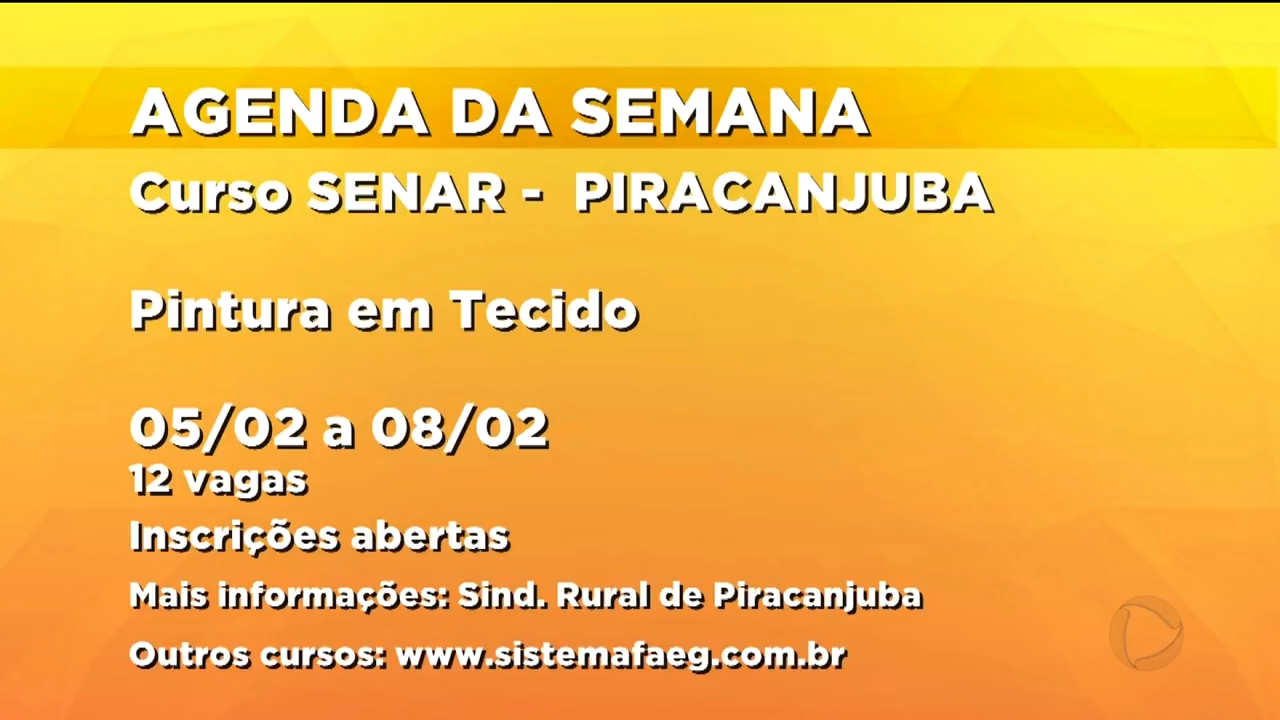 AGENDA DA SEMANA
Curso SENAR - PIRACANJUBA
Pintura em Tecido
05/02 a 08/02
12 vagas
Inscrições abertas
Mais informações: Sind. Rural de Piracanjuba
Outros cursos: www.sistemafaeg.com.br